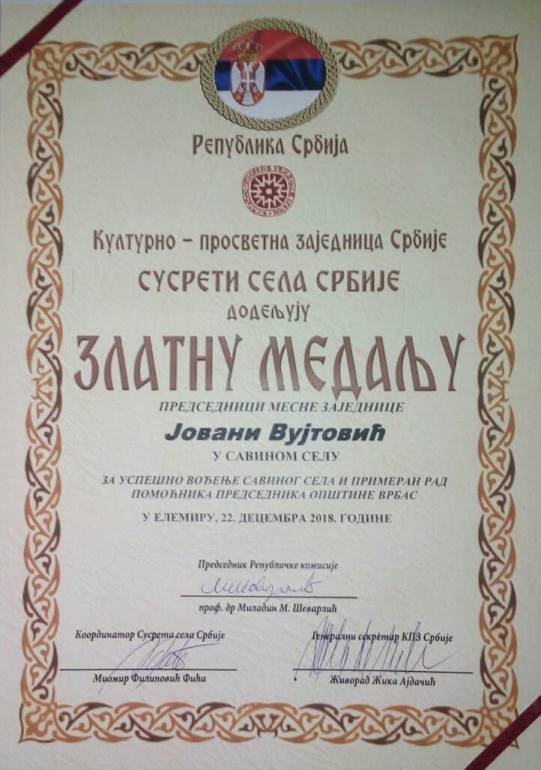 Република Србија
Културно – просветна заједница Србије
СУСРЕТИ СЕЛА СРБИЈЕ
додељују
ЗЛАТНУ МЕДАЉУ
ПРЕДСЕДНИЦИ МЕСНЕ ЗАЈЕДНИЦЕ
Јовани Вујтовић
У САВИНОМ СЕЛУ
ЗА УСПЕШНО ВОЂЕЊЕ САВИНОГ СЕЛА И ПРИМЕРАН РАД
ПОМОЋНИКА ПРЕДСЕДНИКА ОПШТИНЕ ВРБАС
У ЕЛЕМИРУ, 22. ДЕЦЕМБРА 2018. ГОДИНЕ
Председник Републичке комисије
проф. др Миладин М. Шеварлић
Координатор Сусрета села Србије
Генерални секретар КПЗ Србије
Миомир Филиповић Фића
Живорад Жика Ајдачић